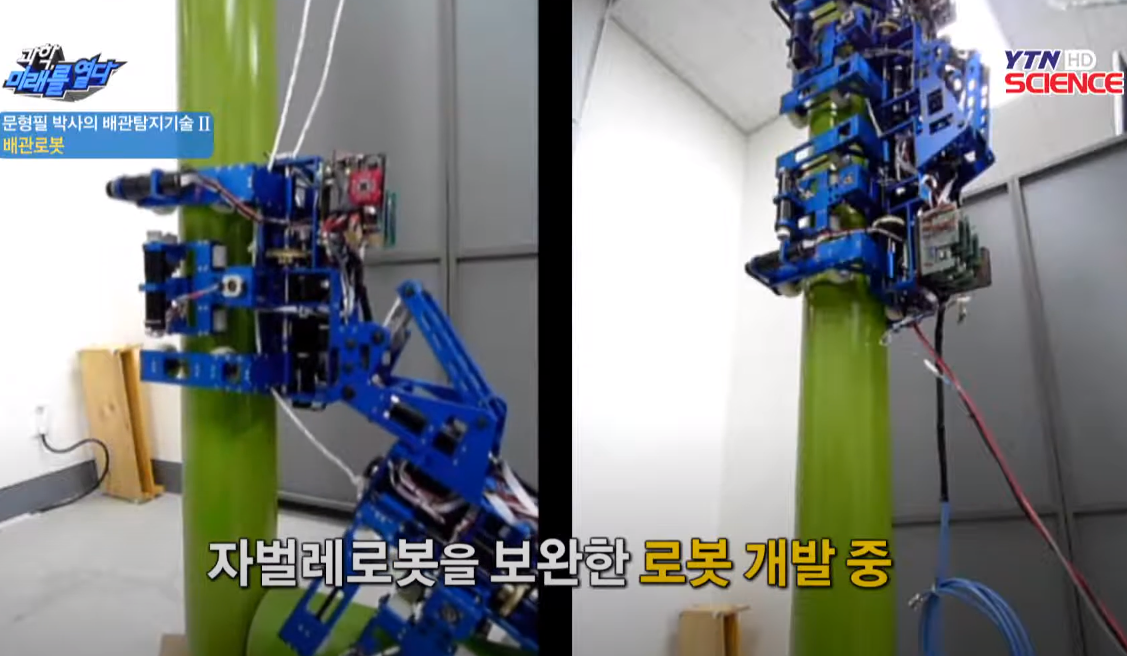 과학,
미래를 열다
YTN HD
SCIENCE
문형필 박사의 배관탐지기술 II
배관로봇
자벌레로봇을 보완한 로봇 개발 중